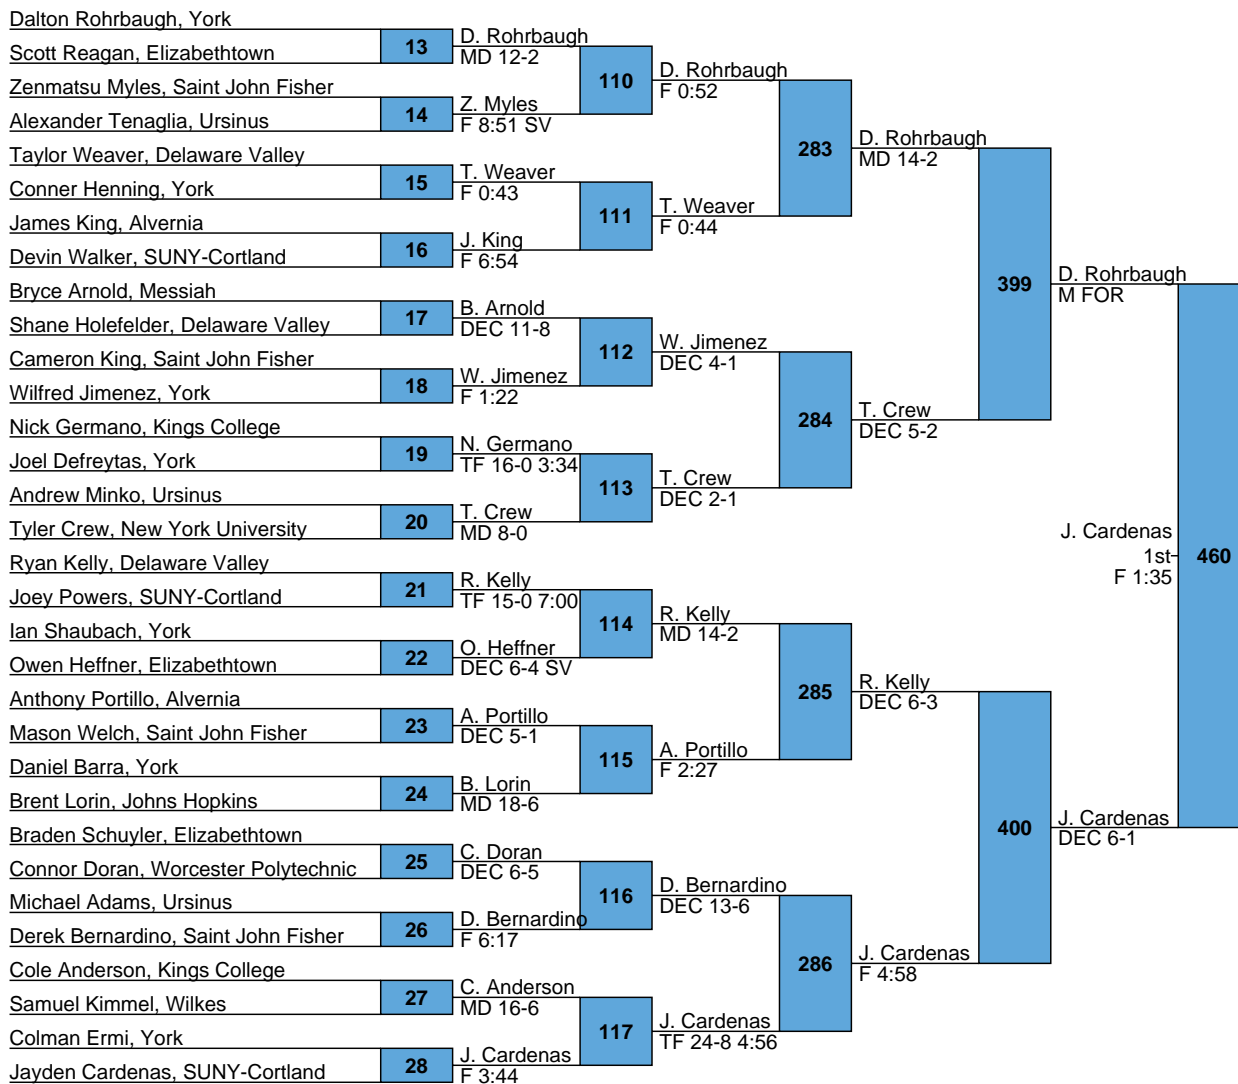 Dalton Rohrbaugh, York
Scott Reagan, Elizabethtown
Zenmatsu Myles, Saint John Fisher
Alexander Tenaglia, Ursinus
Taylor Weaver, Delaware Valley
Conner Henning, York
James King, Alvernia
Devin Walker, SUNY-Cortland
Bryce Arnold, Messiah
Shane Holefelder, Delaware Valley
Cameron King, Saint John Fisher
Wilfred Jimenez, York
Nick Germano, Kings College
Joel Defreytas, York
Andrew Minko, Ursinus
Tyler Crew, New York University
Ryan Kelly, Delaware Valley
Joey Powers, SUNY-Cortland
Ian Shaubach, York
Owen Heffner, Elizabethtown
Anthony Portillo, Alvernia
Mason Welch, Saint John Fisher
Daniel Barra, York
Brent Lorin, Johns Hopkins
Braden Schuyler, Elizabethtown
Connor Doran, Worcester Polytechnic
Michael Adams, Ursinus
Derek Bernardino, Saint John Fisher
Cole Anderson, Kings College
Samuel Kimmel, Wilkes
Colman Ermi, York
Jayden Cardenas, SUNY-Cortland
13
14
15
16
17
18
19
20
21
22
23
24
25
26
27
28
D. Rohrbaugh
MD 12-2
Z. Myles
F 8:51 SV
T. Weaver
F 0:43
J. King
F 6:54
B. Arnold
DEC 11-8
W. Jimenez
F 1:22
N. Germano
TF 16-0 3:34
T. Crew
MD 8-0
R. Kelly
TF 15-0 7:00
O. Heffner
DEC 6-4 SV
A. Portillo
DEC 5-1
B. Lorin
MD 18-6
C. Doran
DEC 6-5
D. Bernardino
F 6:17
C. Anderson
MD 16-6
J. Cardenas
F 3:44
110
111
112
113
114
115
116
117
D. Rohrbaugh
F 0:52
T. Weaver
F 0:44
W. Jimenez
DEC 4-1
T. Crew
DEC 2-1
R. Kelly
MD 14-2
A. Portillo
F 2:27
D. Bernardino
DEC 13-6
J. Cardenas
TF 24-8 4:56
283
284
285
286
D. Rohrbaugh
MD 14-2
T. Crew
DEC 5-2
R. Kelly
DEC 6-3
J. Cardenas
F 4:58
399
400
D. Rohrbaugh
M FOR
J. Cardenas
DEC 6-1
J. Cardenas
1st
F 1:35
460